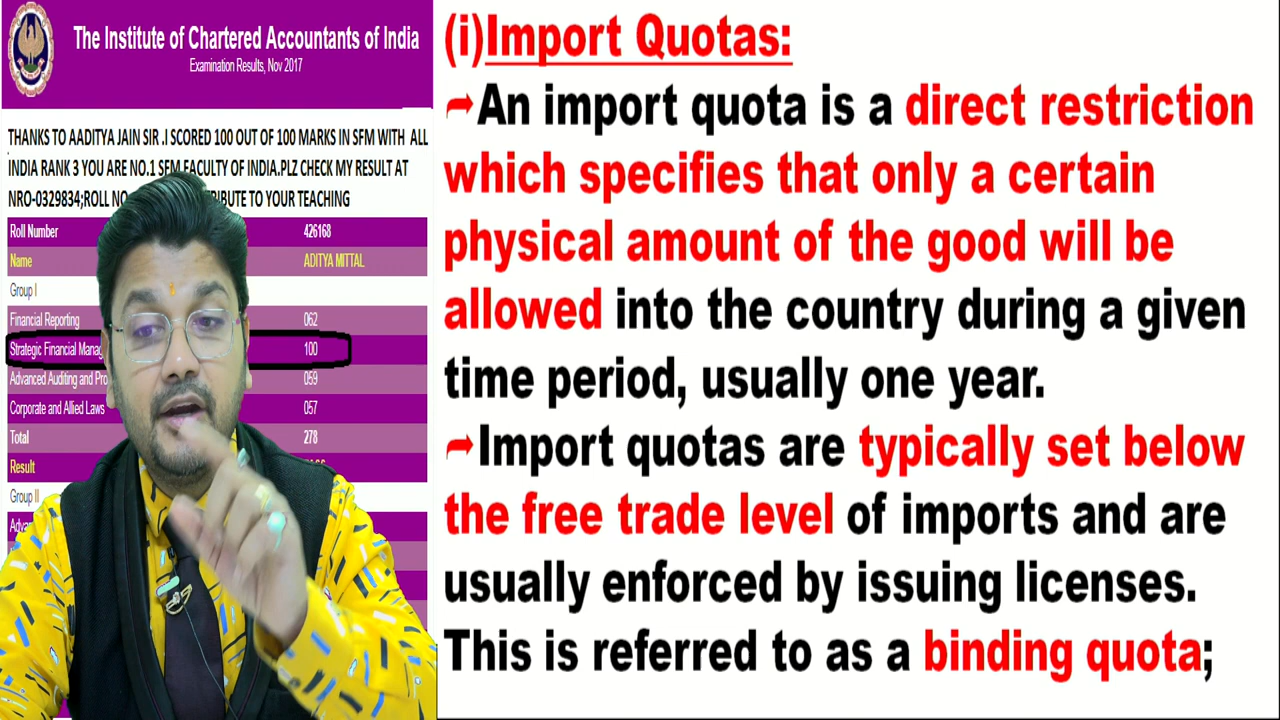 The Institute of Chartered Accountants of India
Examination Results, Nov 2017
THANKS TO AADITYA JAIN SIR .I SCORED 100 OUT OF 100 MARKS IN SFM WITH ALL
INDIA RANK 3 YOU ARE NO.1 SFM FACULTY OF INDIA.PLZ CHECK MY RESULT AT
NRO-0329834;ROLL TO YOUR TEACHING
Roll Number 426168
Name ADITYA MITTAL
Group I
Financial Reporting 062
Strategic Financial 100
Advanced Auditing and 059
Corporate and Allied Laws 057
Total 278
Result
Group II
(i)Import Quotas:
➦An import quota is a direct restriction
which specifies that only a certain
physical amount of the good will be
allowed into the country during a given
time period, usually one year.
➦Import quotas are typically set below
the free trade level of imports and are
usually enforced by issuing licenses.
This is referred to as a binding quota;